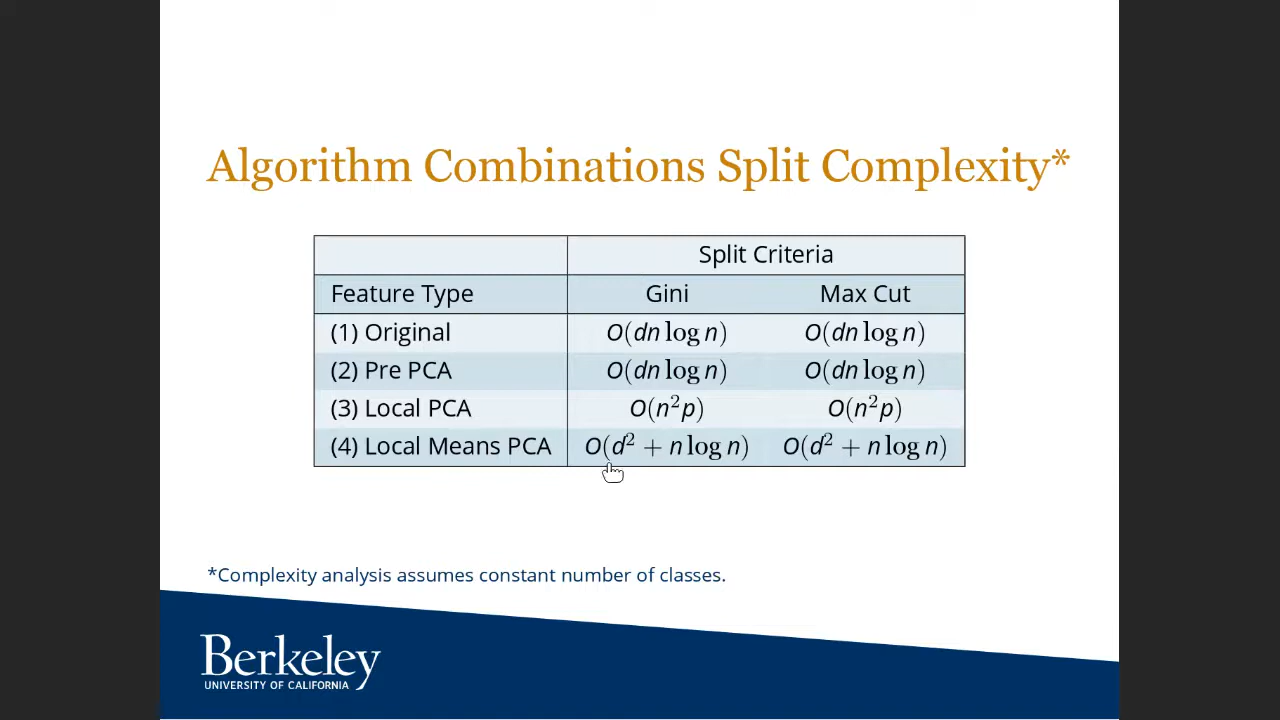 Algorithm Combinations Split Complexity*
Split Criteria
Feature Type Gini Max Cut
(1) Original O(dn log n) O(dn log n)
(2) Pre PCA O(dn log n) O(dn log n)
(3) Local PCA O(n²p) O(n²p)
(4) Local Means PCA O(d² + n log n) O(d² + n log n)
*Complexity analysis assumes constant number of classes.
Berkeley
UNIVERSITY OF CALIFORNIA